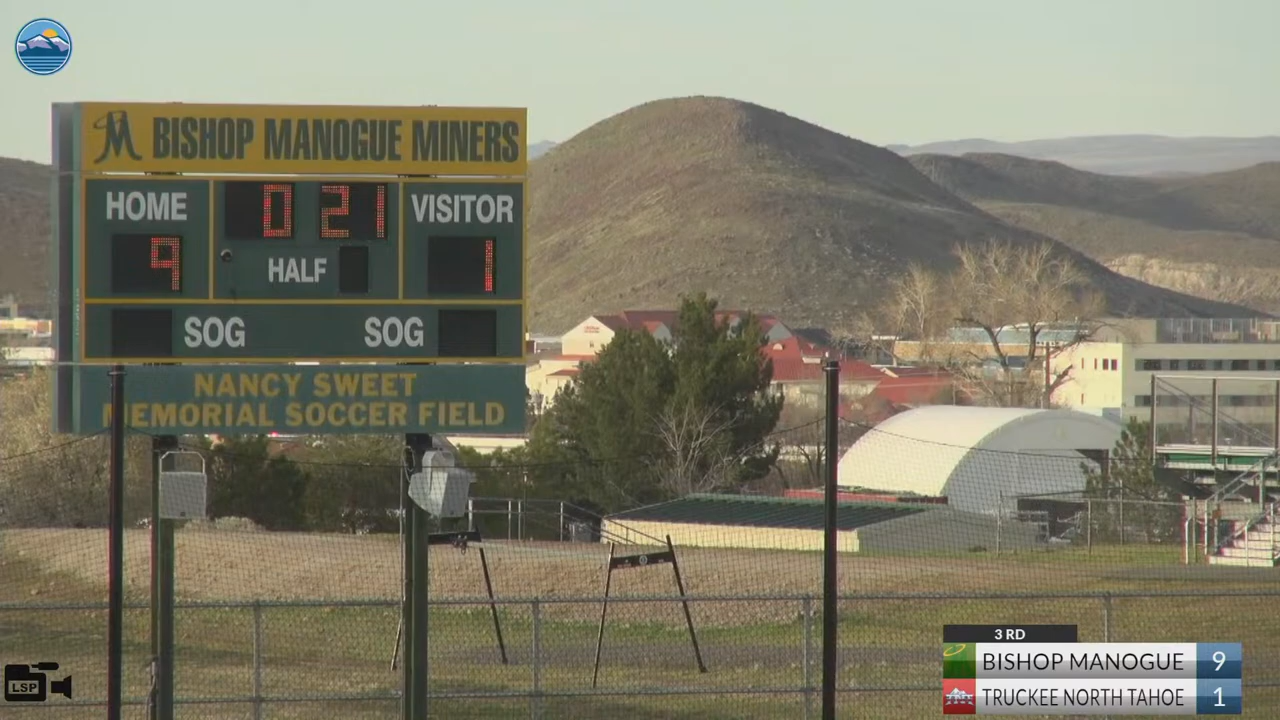 BISHOP MANOGUE MINERS
HOME 0 21 VISITOR
9 HALF 1
SOG SOG
NANCY SWEET
MEMORIAL SOCCER FIELD
LSP
3 RD
BISHOP MANOGUE 9
TRUCKEE NORTH TAHOE 1